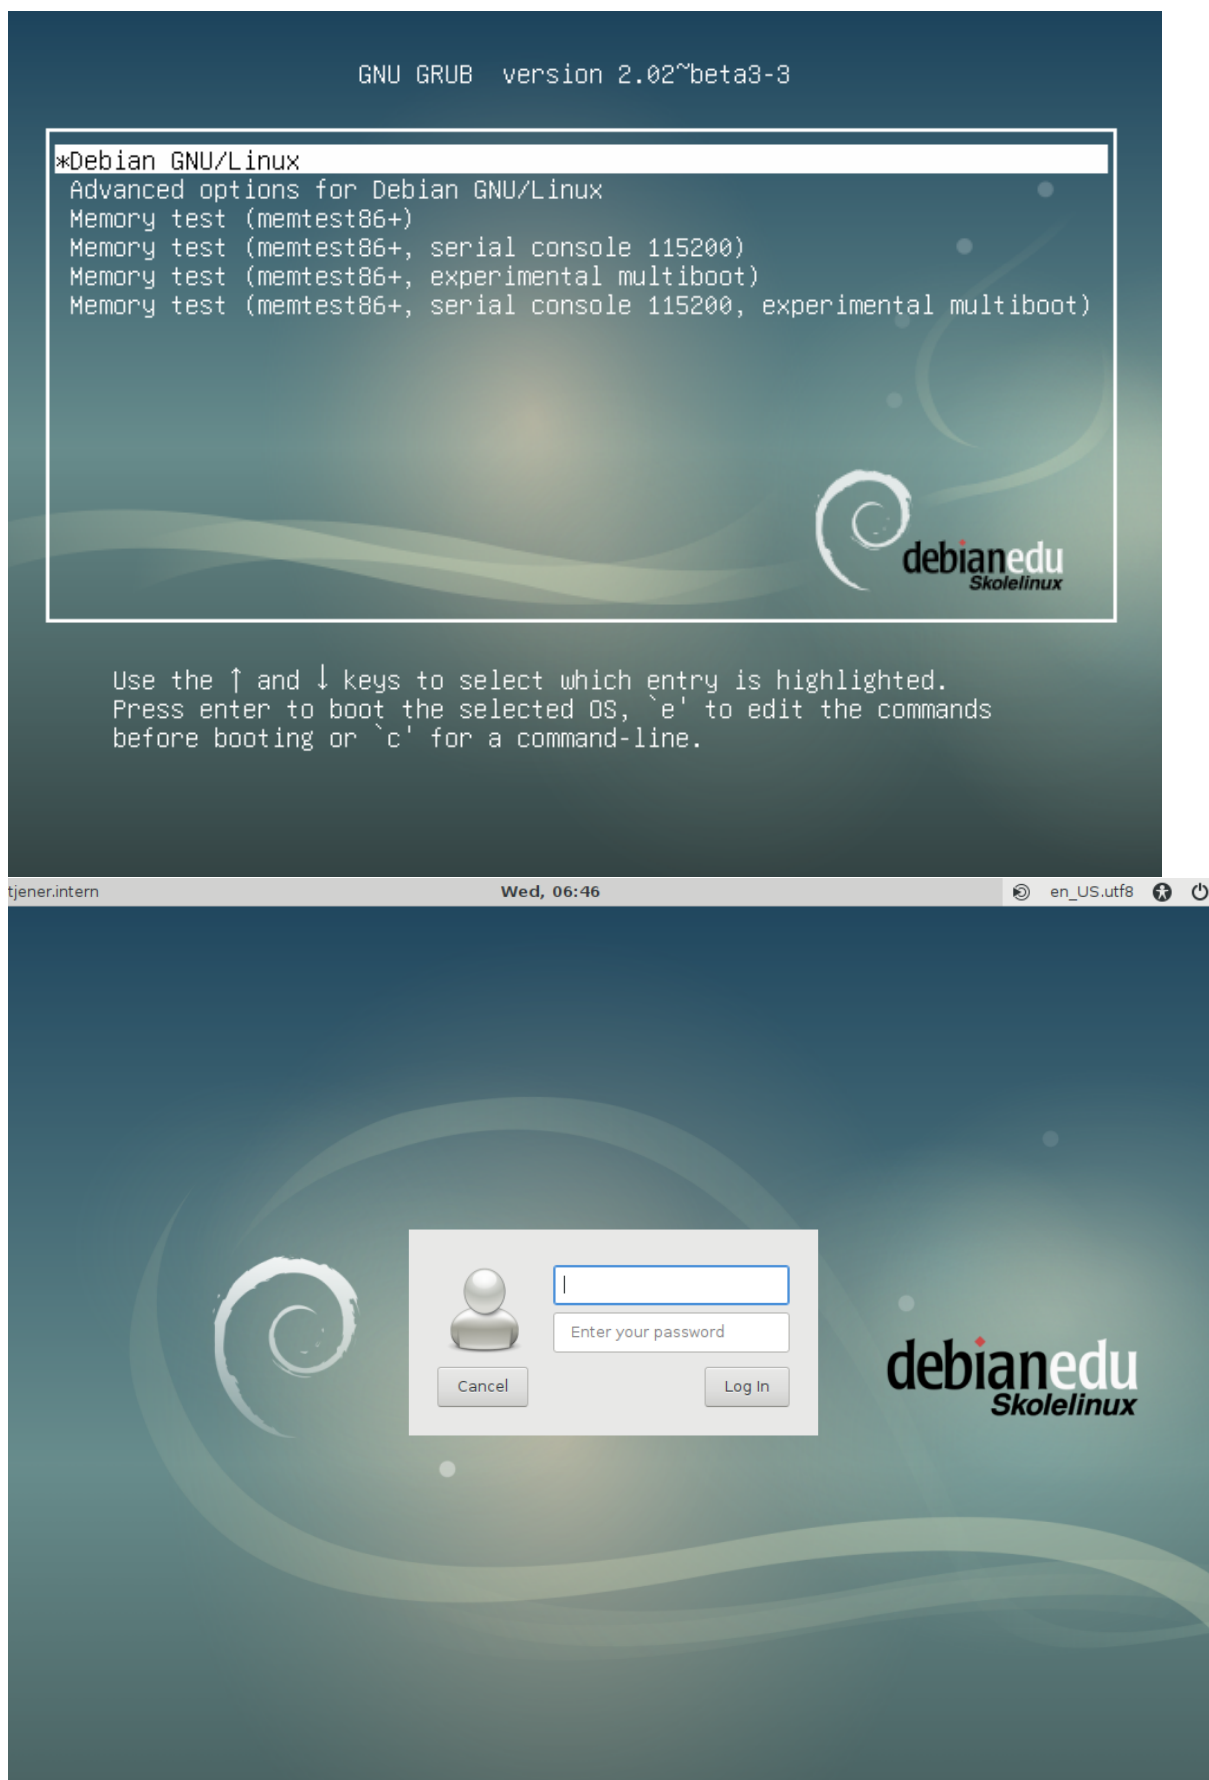 GNU GRUB  version 2.02~beta3-3
*Debian GNU/Linux
Advanced options for Debian GNU/Linux
Memory test (memtest86+)
Memory test (memtest86+, serial console 115200)
Memory test (memtest86+, experimental multiboot)
Memory test (memtest86+, serial console 115200, experimental multiboot)
debianedu
Skolelinux
Use the ↑ and ↓ keys to select which entry is highlighted.
Press enter to boot the selected OS, `e' to edit the commands
before booting or `c' for a command-line.
tjener.intern Wed, 06:46 en_US.utf8
Enter your password
Cancel Log In
debianedu
Skolelinux